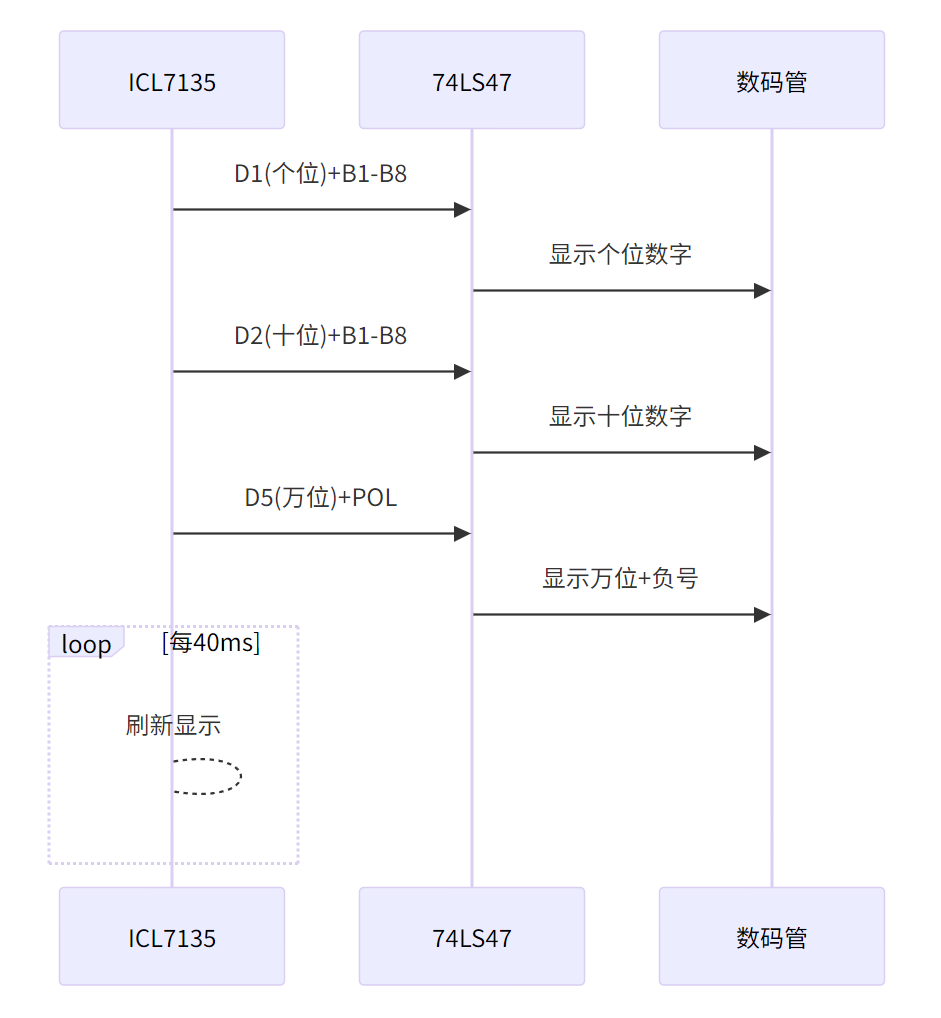 ICL7135
74LS47
数码管
D1(个位)+B1-B8
显示个位数字
D2(十位)+B1-B8
显示十位数字
D5(万位)+POL
显示万位+负号
loop
[每40ms]
刷新显示
ICL7135
74LS47
数码管